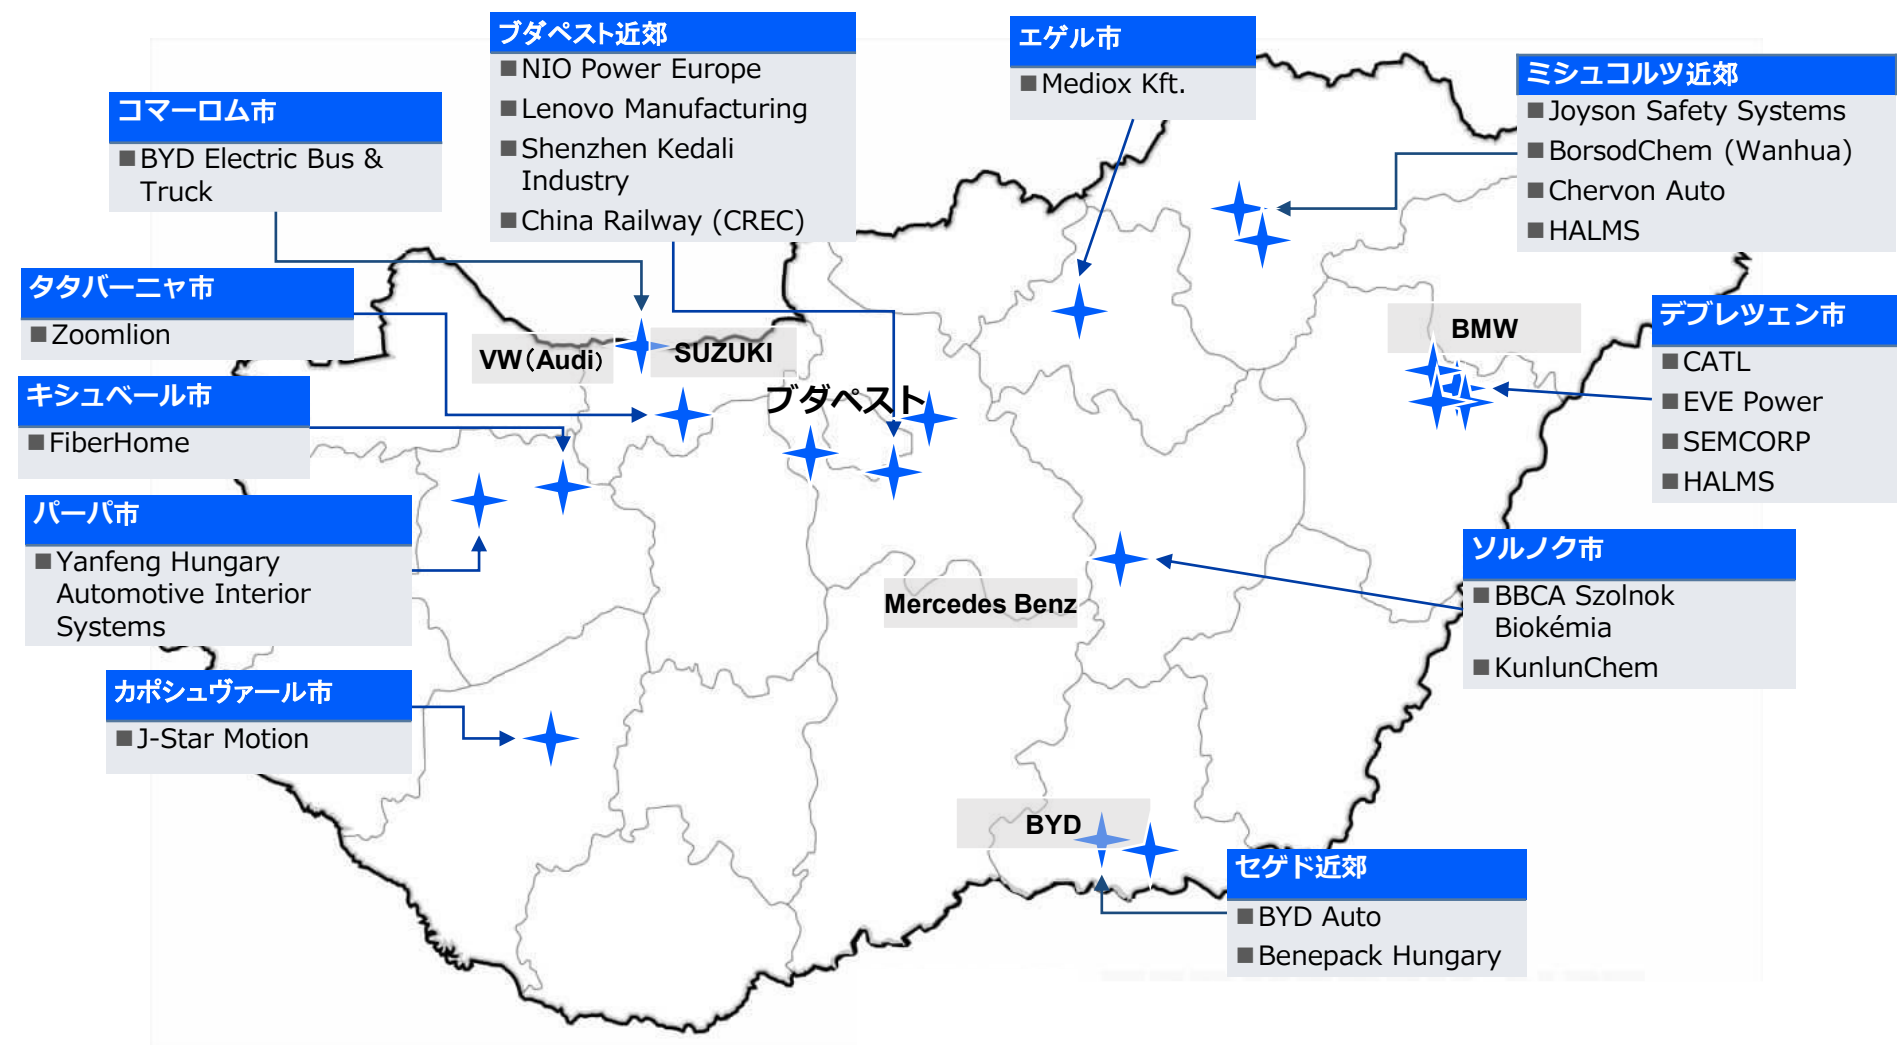 ブダペスト近郊
■NIO Power Europe
■Lenovo Manufacturing
■Shenzhen Kedali
Industry
■China Railway (CREC)
エゲル市
■Mediox Kft.
ミシュコルツ近郊
■Joyson Safety Systems
■BorsodChem (Wanhua)
■Chervon Auto
■HALMS
コマーロム市
■BYD Electric Bus &
Truck
タタバーニャ市
■Zoomlion
キシュベール市
■FiberHome
パーパ市
■Yanfeng Hungary
Automotive Interior
Systems
カポシュヴァール市
■J-Star Motion
VW（Audi）
SUZUKI
ブダペスト
BMW
デブレツェン市
■CATL
■EVE Power
■SEMCORP
■HALMS
Mercedes Benz
ソルノク市
■BBCA Szolnok
Biokémia
■KunlunChem
BYD
セゲド近郊
■BYD Auto
■Benepack Hungary